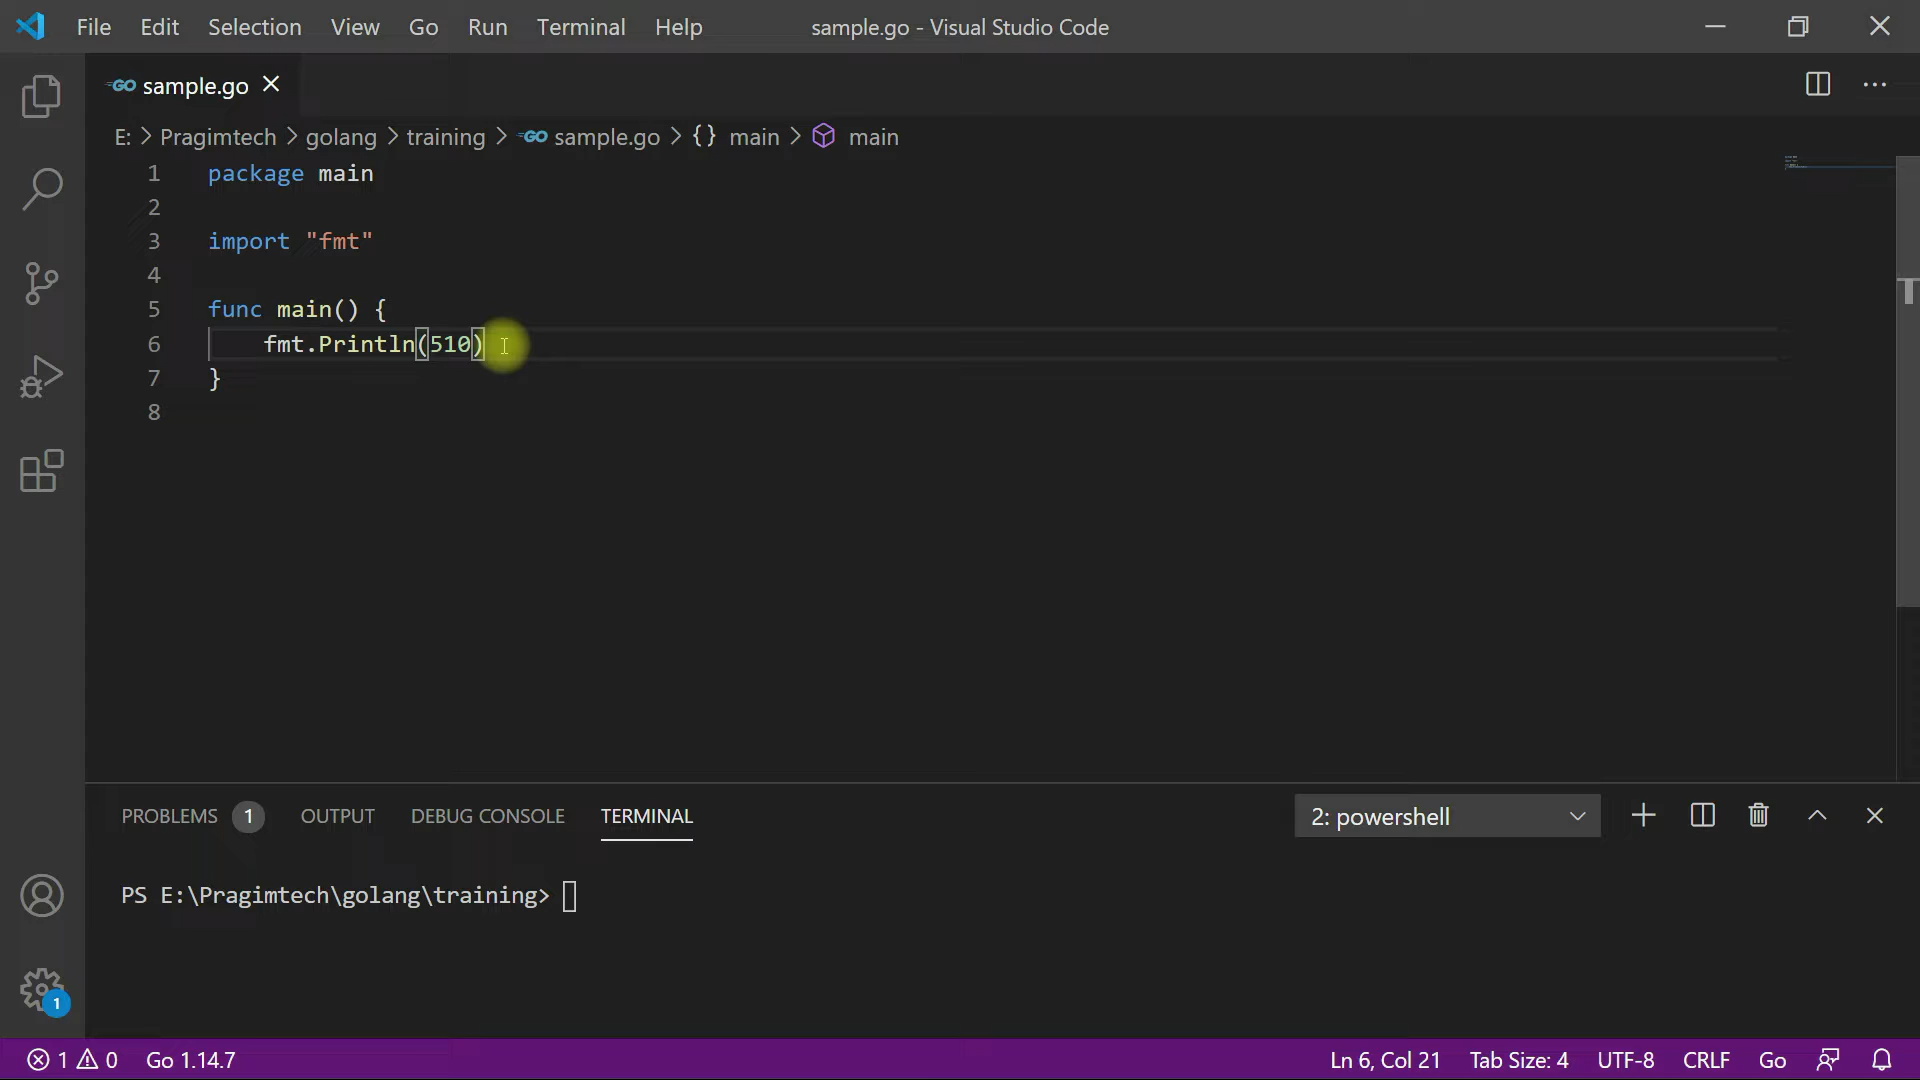 File Edit Selection View Go Run Terminal Help sample.go - Visual Studio Code
GO sample.go
E: > Pragimtech > golang > training > GO sample.go > {} main > main
1 package main
2
3 import "fmt"
4
5 func main() {
6 fmt.Println(510)
7 }
8
PROBLEMS 1 OUTPUT DEBUG CONSOLE TERMINAL 2: powershell
PS E:\Pragimtech\golang\training>
1
1 0 Go 1.14.7 Ln 6, Col 21 Tab Size: 4 UTF-8 CRLF Go